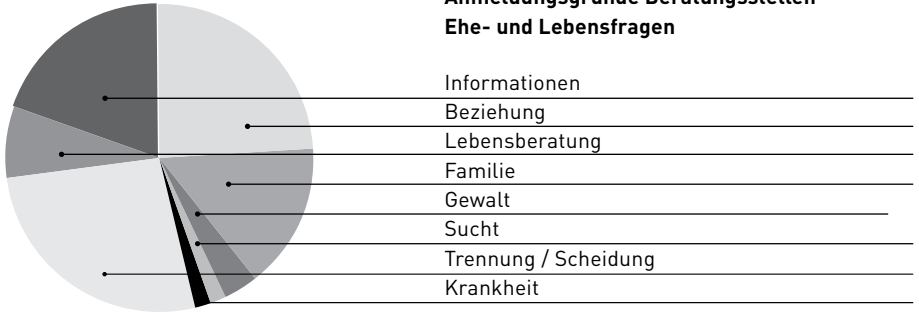 Anmeldungsgründe Beratungsstellen
Ehe- und Lebensfragen
Informationen
Beziehung
Lebensberatung
Familie
Gewalt
Sucht
Trennung / Scheidung
Krankheit